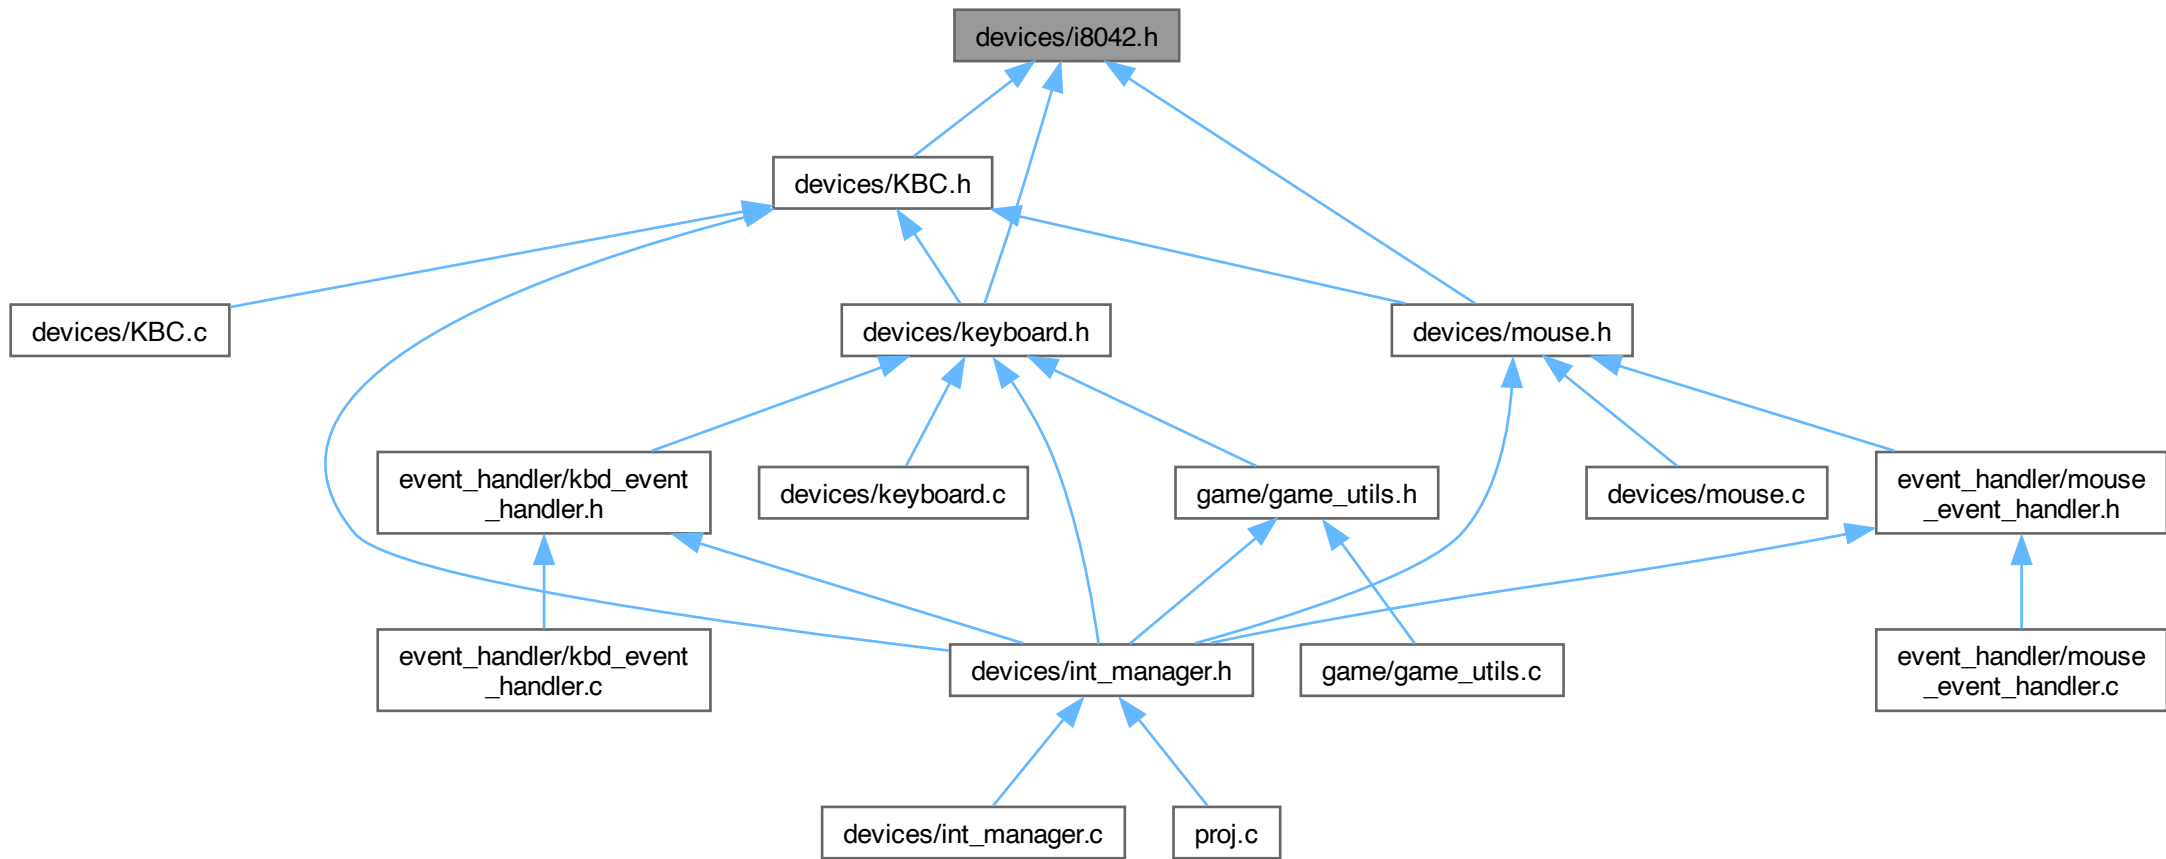 devices/i8042.h
devices/KBC.h
devices/KBC.c
devices/keyboard.h
devices/mouse.h
event_handler/kbd_event
_handler.h
devices/keyboard.c
game/game_utils.h
devices/mouse.c
event_handler/mouse
_event_handler.h
event_handler/kbd_event
_handler.c
devices/int_manager.h
game/game_utils.c
event_handler/mouse
_event_handler.c
devices/int_manager.c
proj.c